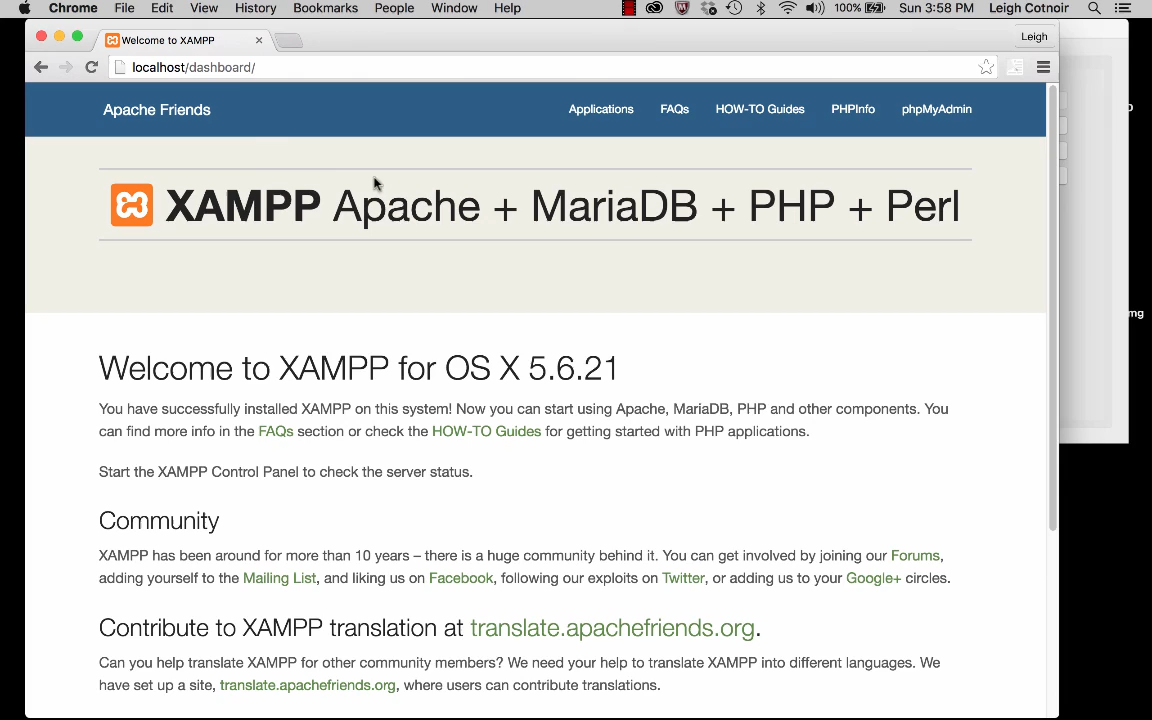 Chrome File Edit View History Bookmarks People Window Help 100% Sun 3:58 PM Leigh Cotnoir
Welcome to XAMPP
Leigh
localhost/dashboard/
Apache Friends Applications FAQs HOW-TO Guides PHPInfo phpMyAdmin
XAMPP Apache + MariaDB + PHP + Perl
Welcome to XAMPP for OS X 5.6.21
You have successfully installed XAMPP on this system! Now you can start using Apache, MariaDB, PHP and other components. You
can find more info in the FAQs section or check the HOW-TO Guides for getting started with PHP applications.
Start the XAMPP Control Panel to check the server status.
Community
XAMPP has been around for more than 10 years – there is a huge community behind it. You can get involved by joining our Forums,
adding yourself to the Mailing List, and liking us on Facebook, following our exploits on Twitter, or adding us to your Google+ circles.
Contribute to XAMPP translation at translate.apachefriends.org.
Can you help translate XAMPP for other community members? We need your help to translate XAMPP into different languages. We
have set up a site, translate.apachefriends.org, where users can contribute translations.